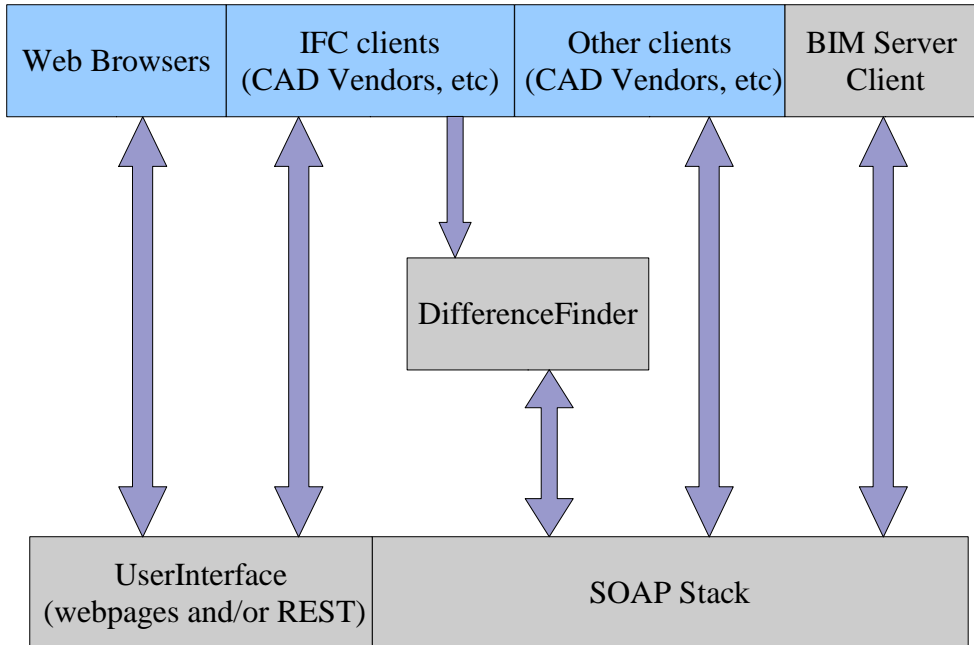 Web Browsers
IFC clients
(CAD Vendors, etc)
Other clients
(CAD Vendors, etc)
BIM Server
Client
DifferenceFinder
UserInterface
(webpages and/or REST)
SOAP Stack